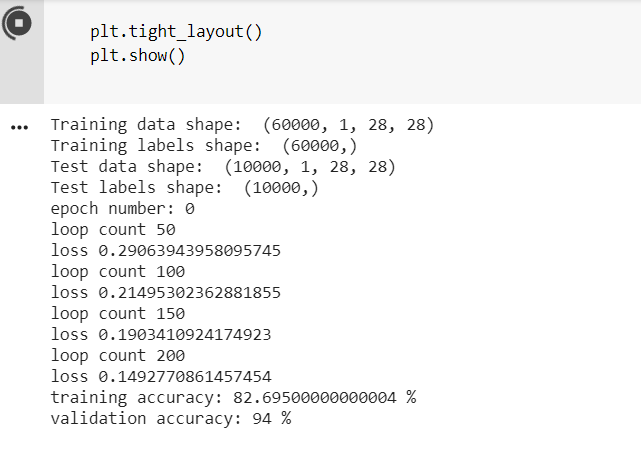 plt.tight_layout()
plt.show()
Training data shape:  (60000, 1, 28, 28)
Training labels shape:  (60000,)
Test data shape:  (10000, 1, 28, 28)
Test labels shape:  (10000,)
epoch number: 0
loop count 50
loss 0.29063943958095745
loop count 100
loss 0.21495302362881855
loop count 150
loss 0.1903410924174923
loop count 200
loss 0.1492770861457454
training accuracy: 82.69500000000004 %
validation accuracy: 94 %